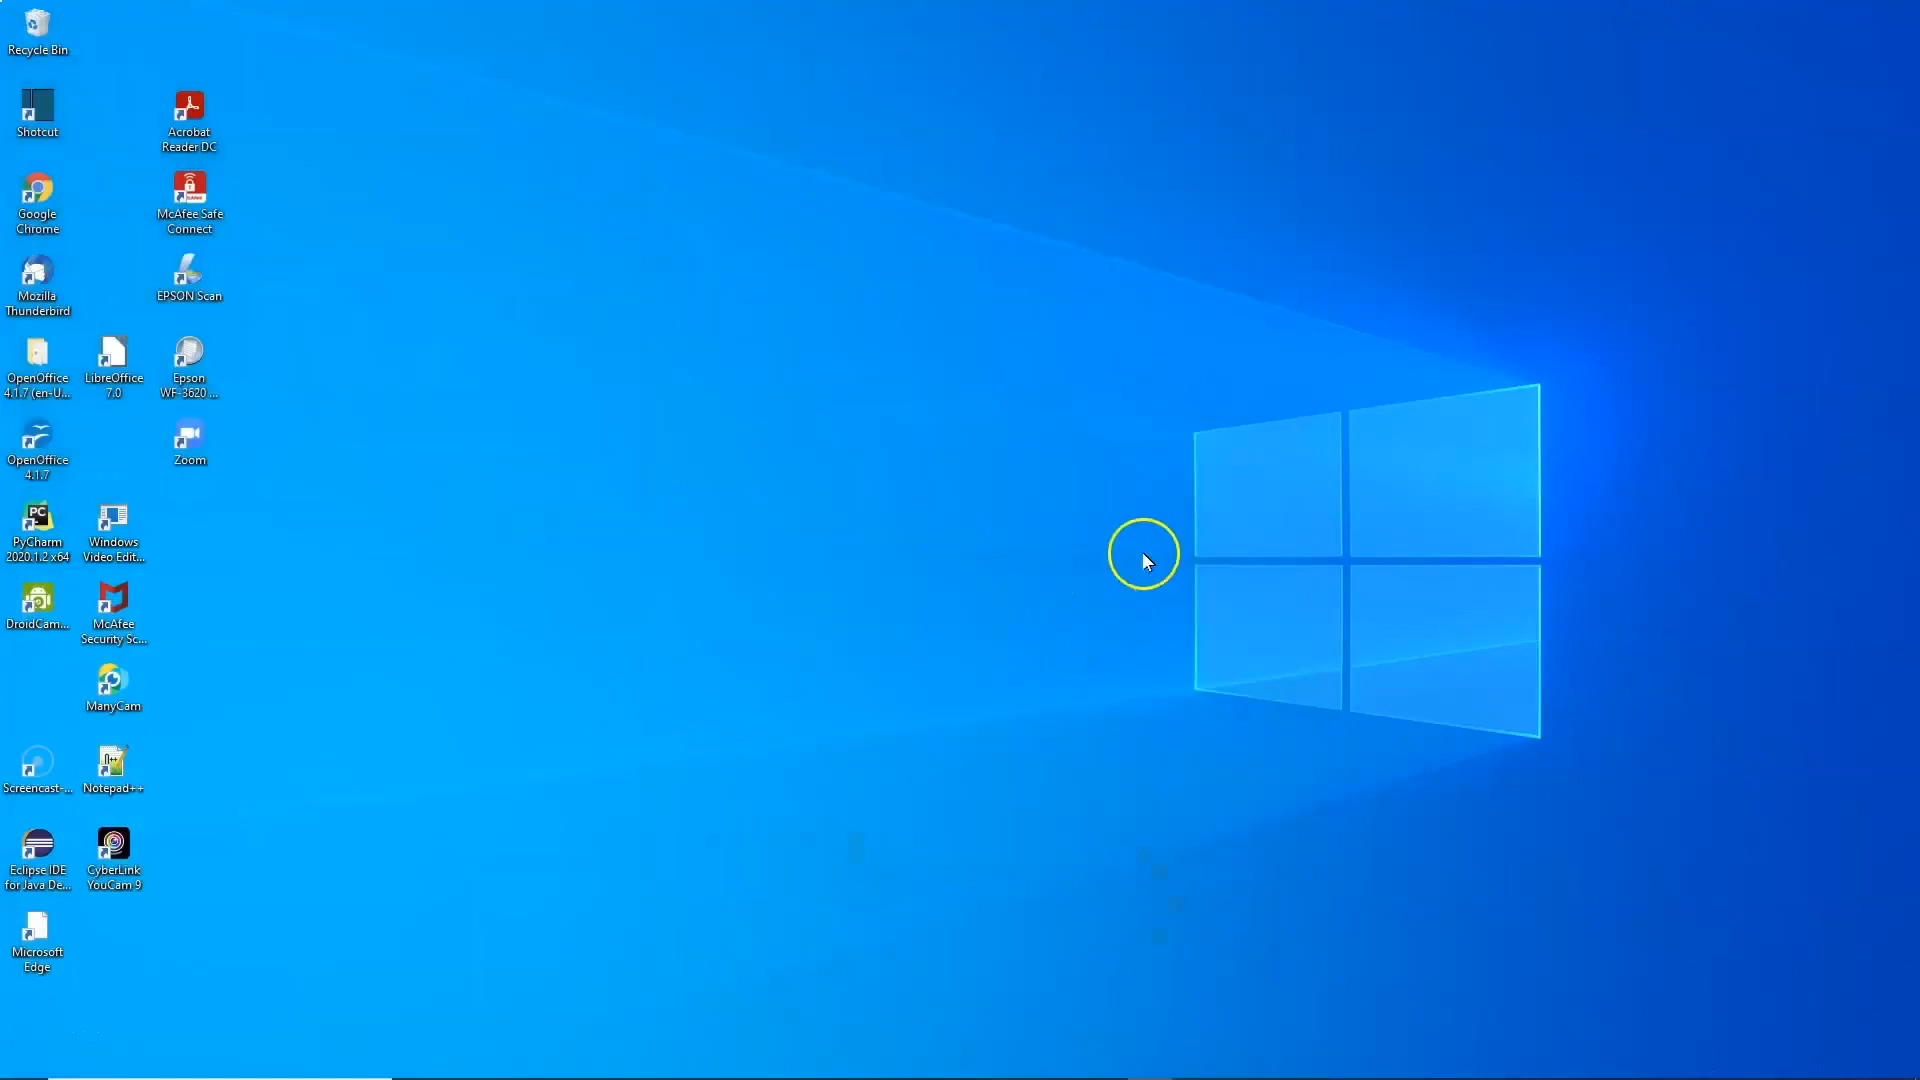 Recycle Bin
Shotcut
Acrobat
Reader DC
Google
Chrome
McAfee Safe
Connect
Mozilla
Thunderbird
EPSON Scan
OpenOffice
4.1.7 (en-U...
LibreOffice
7.0
Epson
WF-3620 ...
OpenOffice
4.1.7
Zoom
PC
PyCharm
2020.1.2 x64
Windows
Video Edit...
DroidCam...
McAfee
Security Sc...
ManyCam
Screencast-...
Notepad++
Eclipse IDE
for Java De...
CyberLink
YouCam 9
Microsoft
Edge